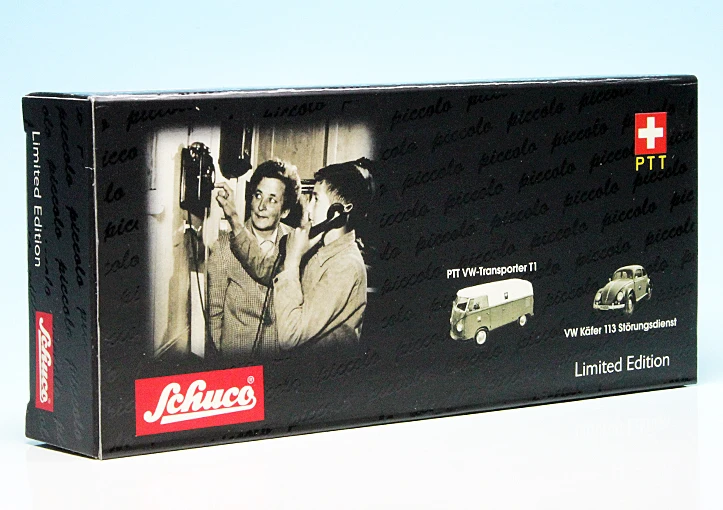 Limited Edition
Schuco
piccolo
PTT
PTT VW-Transporter T1
VW Käfer 113 Störungsdienst
Limited Edition
Schuco®